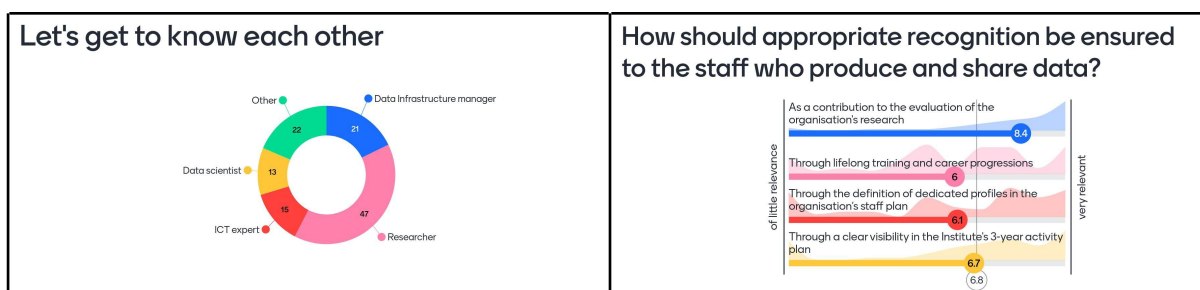 Let's get to know each other
Other
Data Infrastructure manager
22
21
Data scientist
13
15
47
ICT expert
Researcher
How should appropriate recognition be ensured
to the staff who produce and share data?
of little relevance
As a contribution to the evaluation of the
organisation's research
8.4
Through lifelong training and career progressions
6
Through the definition of dedicated profiles in the
organisation's staff plan
6.1
Through a clear visibility in the Institute's 3-year activity
plan
6.7
6.8
very relevant